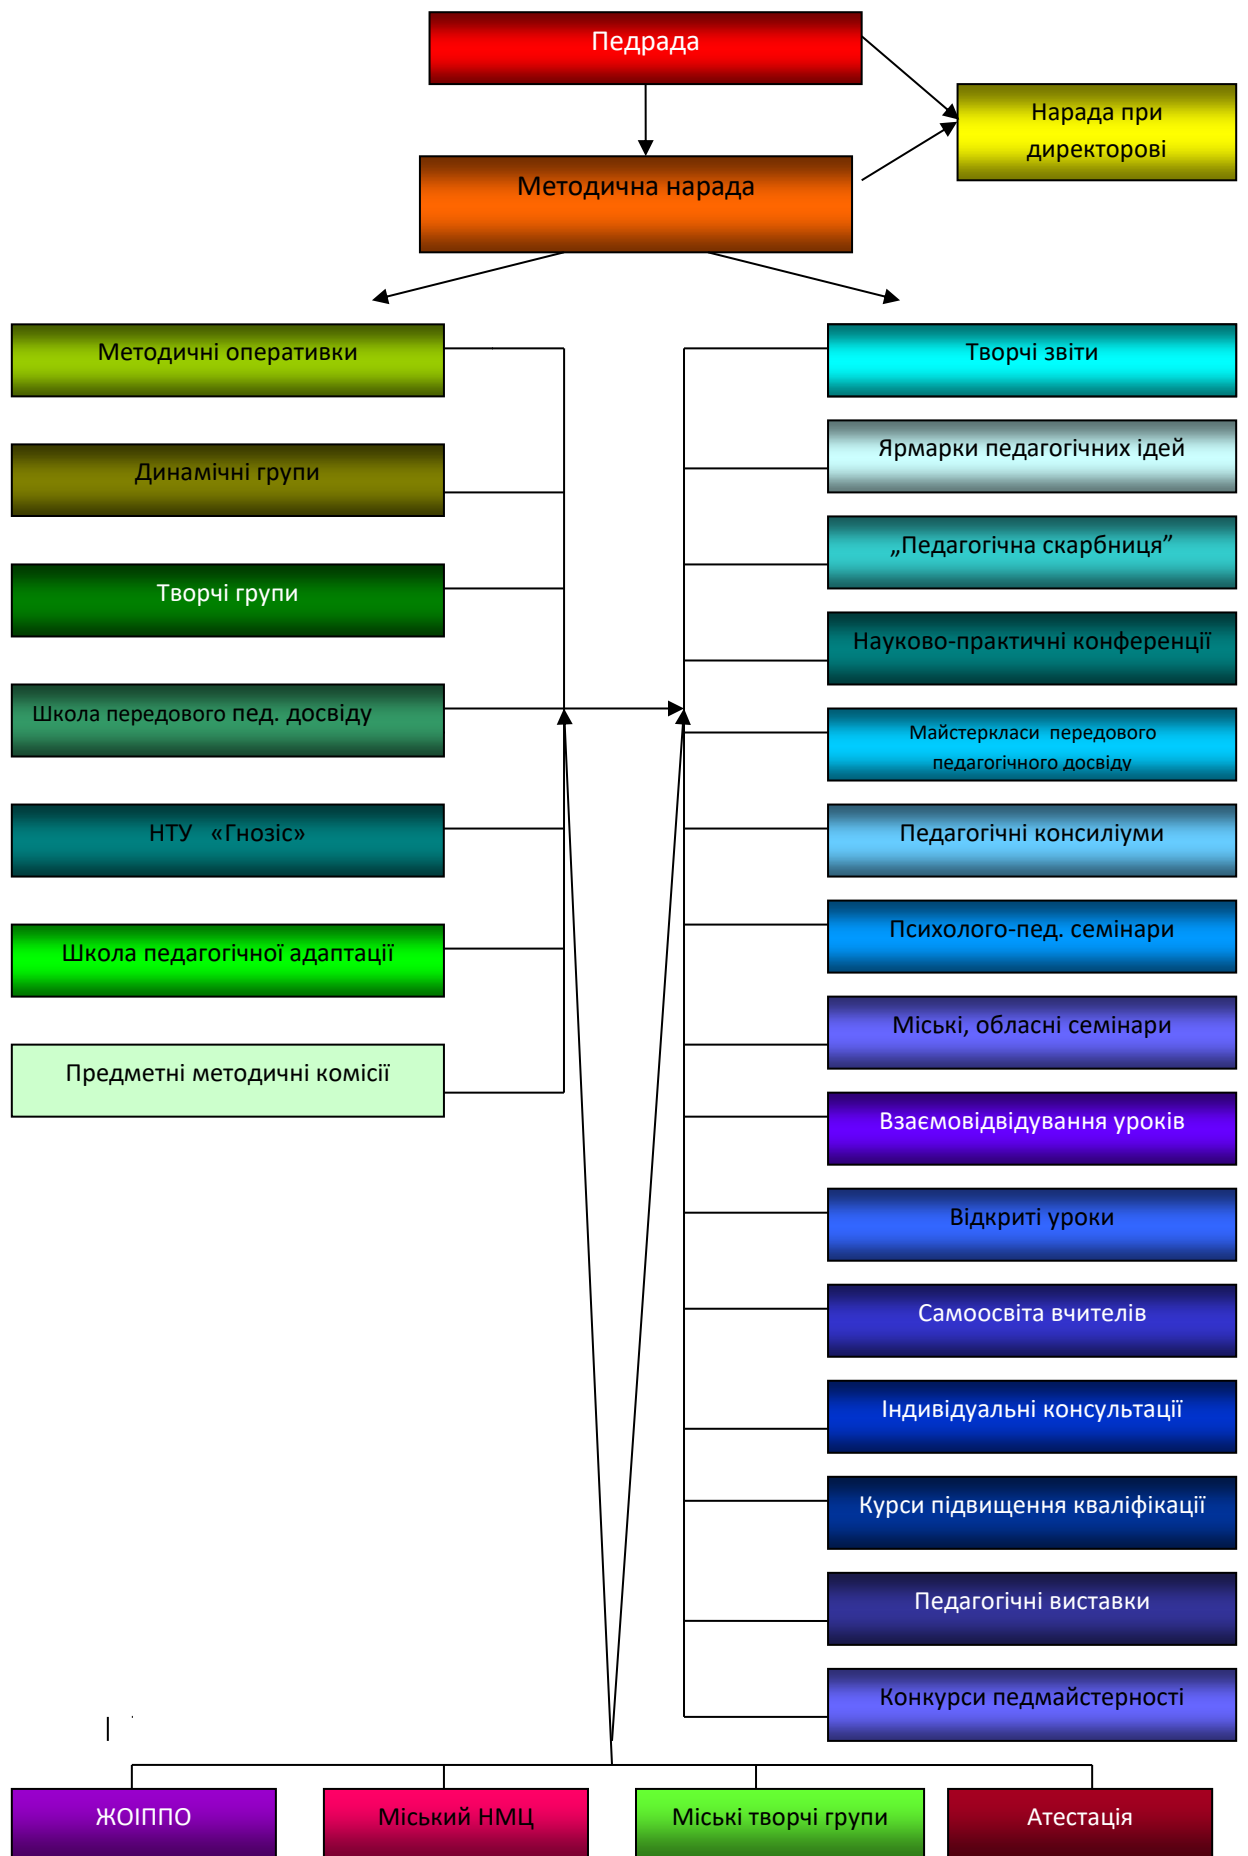 Педрада
Нарада при
директорові
Методична нарада
Методичні оперативки
Динамічні групи
Творчі групи
Школа передового пед. досвіду
НТУ «Гнозіс»
Школа педагогічної адаптації
Предметні методичні комісії
Творчі звіти
Ярмарки педагогічних ідей
„Педагогічна скарбниця”
Науково-практичні конференції
Майстеркласи передового
педагогічного досвіду
Педагогічні консиліуми
Психолого-пед. семінари
Міські, обласні семінари
Взаємовідвідування уроків
Відкриті уроки
Самоосвіта вчителів
Індивідуальні консультації
Курси підвищення кваліфікації
Педагогічні виставки
Конкурси педмайстерності
ЖОІППО
Міський НМЦ
Міські творчі групи
Атестація